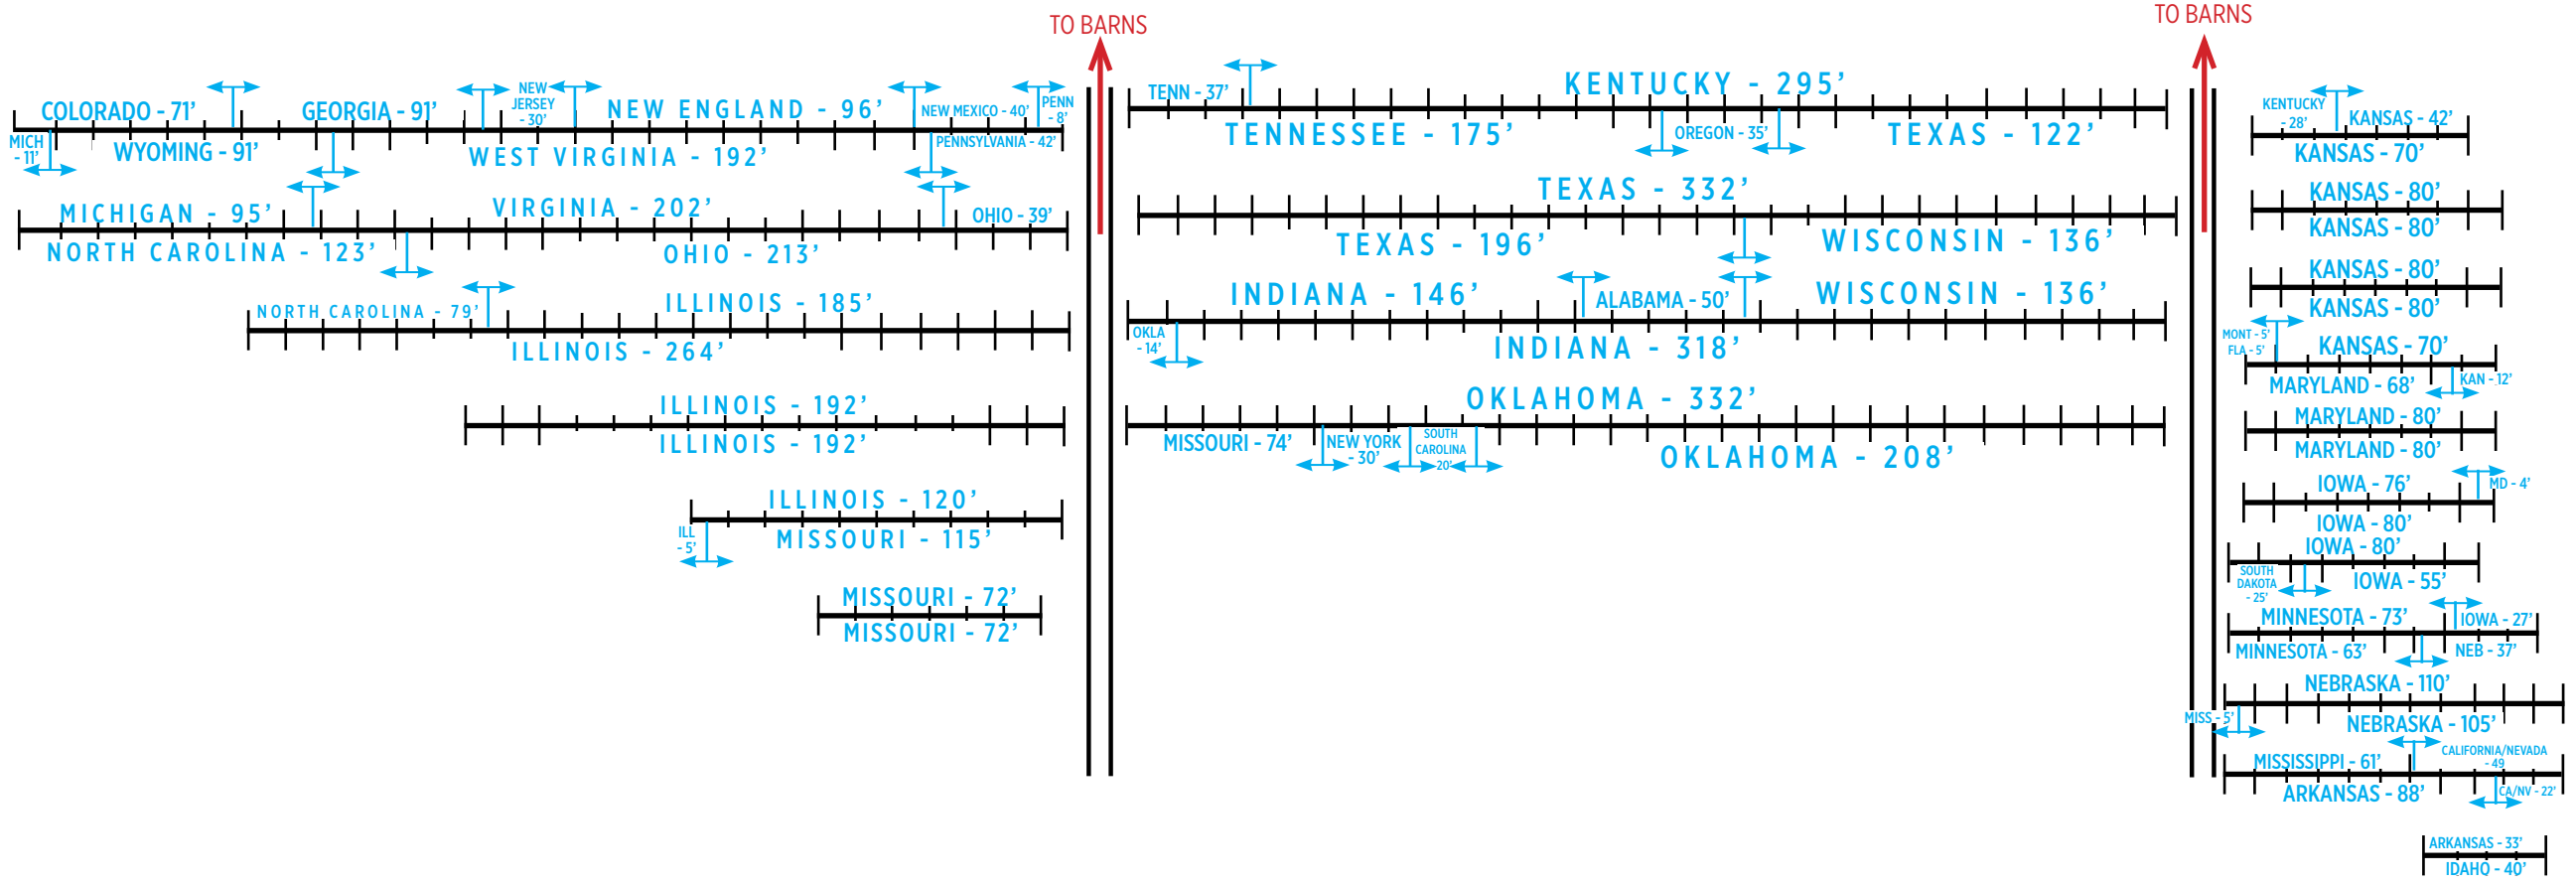 TO BARNS
TO BARNS
COLORADO - 71’
GEORGIA - 91’
NEW
JERSEY
- 30’
NEW ENGLAND - 96’
NEW MEXICO - 40’
PENN
- 8’
MICH
- 11’
WYOMING - 91’
WEST VIRGINIA - 192’
PENNSYLVANIA - 42’
MICHIGAN - 95’
VIRGINIA - 202’
OHIO - 39’
NORTH CAROLINA - 123’
OHIO - 213’
NORTH CAROLINA - 79’
ILLINOIS - 185’
ILLINOIS - 264’
ILLINOIS - 192’
ILLINOIS - 192’
ILLINOIS - 120’
ILL
- 5’
MISSOURI - 115’
MISSOURI - 72’
MISSOURI - 72’
TENN - 37’
KENTUCKY - 295’
TENNESSEE - 175’
OREGON - 35’
TEXAS - 122’
TEXAS - 332’
TEXAS - 196’
WISCONSIN - 136’
INDIANA - 146’
ALABAMA - 50’
WISCONSIN - 136’
OKLA
- 14’
INDIANA - 318’
OKLAHOMA - 332’
MISSOURI - 74’
NEW YORK
- 30’
SOUTH
CAROLINA
- 20’
OKLAHOMA - 208’
KENTUCKY
- 28’
KANSAS - 42’
KANSAS - 70’
KANSAS - 80’
KANSAS - 80’
KANSAS - 80’
KANSAS - 80’
MONT - 5’
FLA - 5’
KANSAS - 70’
MARYLAND - 68’
KAN - 12’
MARYLAND - 80’
MARYLAND - 80’
IOWA - 76’
MD - 4’
IOWA - 80’
IOWA - 80’
SOUTH
DAKOTA
- 25’
IOWA - 55’
MINNESOTA - 73’
IOWA - 27’
MINNESOTA - 63’
NEB - 37’
NEBRASKA - 110’
MISS - 5’
NEBRASKA - 105’
MISSISSIPPI - 61’
CALIFORNIA/NEVADA
- 49
ARKANSAS - 88’
CA/NV - 22’
ARKANSAS - 33’
IDAHO - 40’